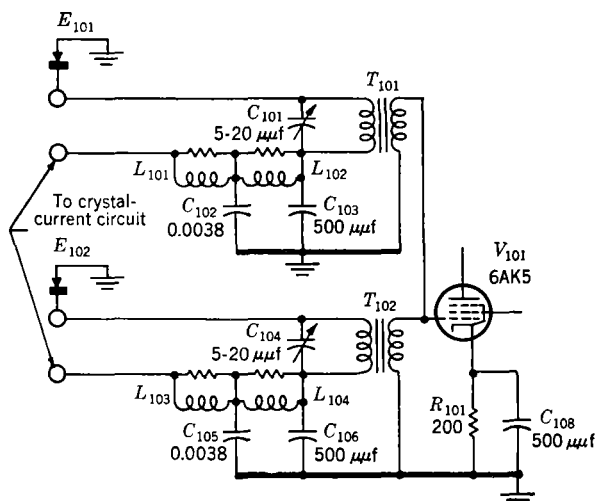 E101
T101
C101
5-20 μμf
L101
L102
To crystal-
current circuit
C102
0.0038
C103
500 μμf
E102
V101
6AK5
T102
C104
5-20 μμf
L103
L104
R101
200
C108
500 μμf
C105
0.0038
C106
500 μμf